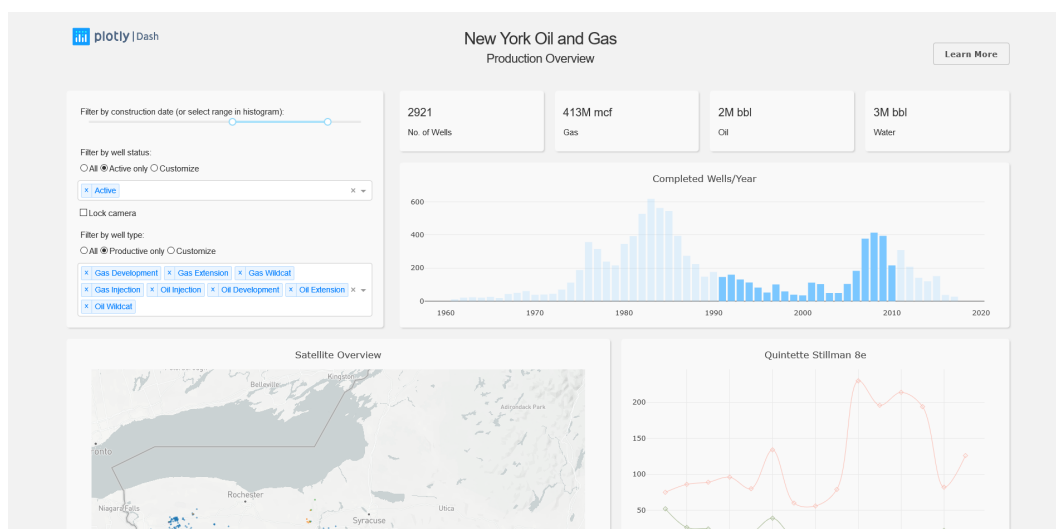 plotly | Dash
New York Oil and Gas
Production Overview
Learn More
Filter by construction date (or select range in histogram):
Filter by well status:
All Active only Customize
× Active × 
Lock camera
Filter by well type:
All Productive only Customize
× Gas Development × Gas Extension × Gas Wildcat
× Gas Injection × Oil Injection × Oil Development × Oil Extension ×
× Oil Wildcat
2921
No. of Wells
413M mcf
Gas
2M bbl
Oil
3M bbl
Water
Completed Wells/Year
600
400
200
0
1960 1970 1980 1990 2000 2010 2020
Satellite Overview
Belleville
Kingston
Adirondack Park
Rochester
Niagara Falls
Utica
Syracuse
Quintette Stillman 8e
200
150
100
50